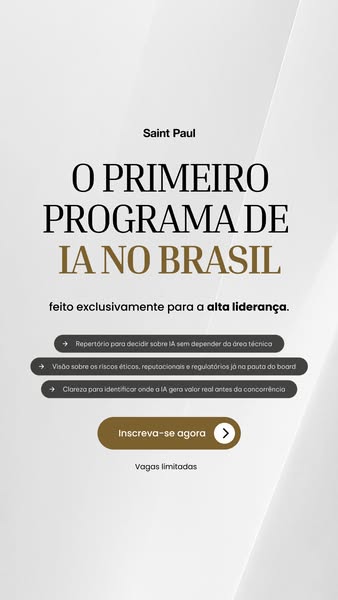 Saint Paul
O PRIMEIRO
PROGRAMA DE
IA NO BRASIL
feito exclusivamente para a alta liderança.
→ Repertório para decidir sobre IA sem depender da área técnica
→ Visão sobre os riscos éticos, reputacionais e regulatórios já na pauta do board
→ Clareza para identificar onde a IA gera valor real antes da concorrência
Inscreva-se agora
Vagas limitadas